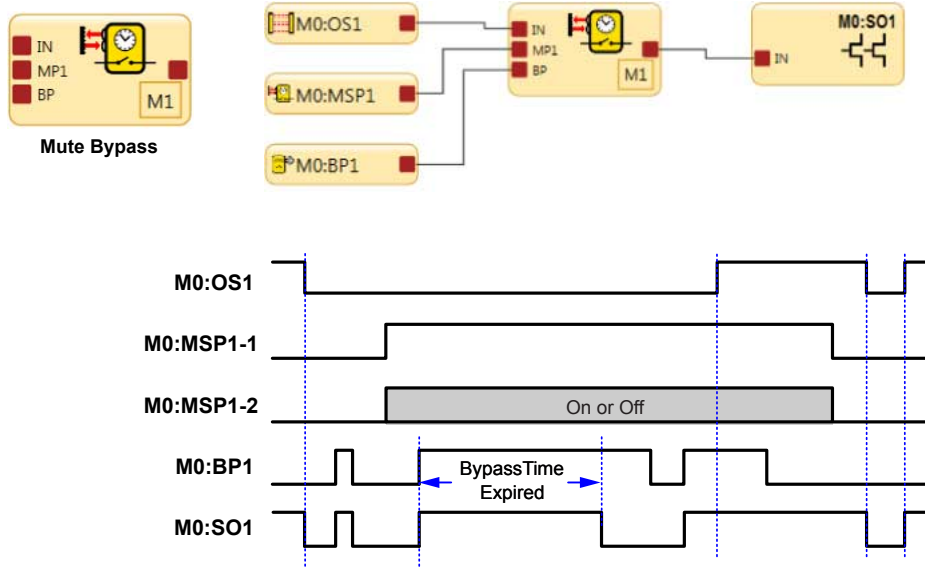 IN
MP1
BP
M1
Mute Bypass
M0:OS1
M0:MSP1
M0:BP1
IN
MP1
BP
M1
M0:SO1
IN
M0:OS1
M0:MSP1-1
M0:MSP1-2
On or Off
M0:BP1
BypassTime
Expired
M0:SO1